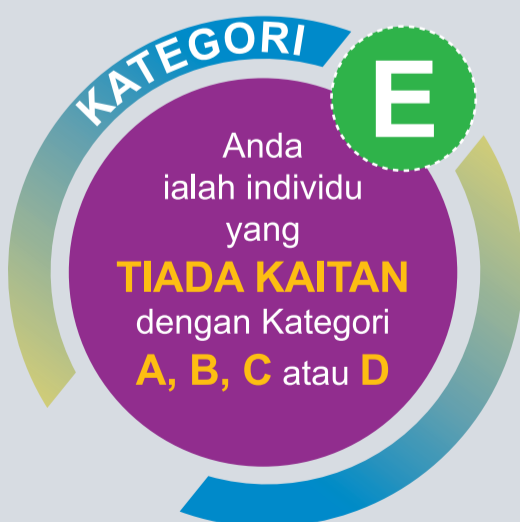 KATEGORI
E
Anda
ialah individu
yang
TIADA KAITAN
dengan Kategori
A, B, C atau D